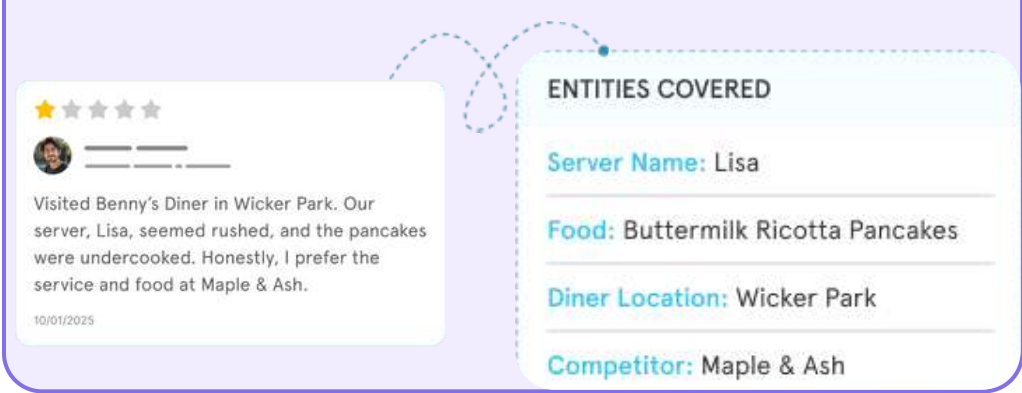 Visited Benny's Diner in Wicker Park. Our
server, Lisa, seemed rushed, and the pancakes
were undercooked. Honestly, I prefer the
service and food at Maple & Ash.
10/01/2025
ENTITIES COVERED
Server Name: Lisa
Food: Buttermilk Ricotta Pancakes
Diner Location: Wicker Park
Competitor: Maple & Ash